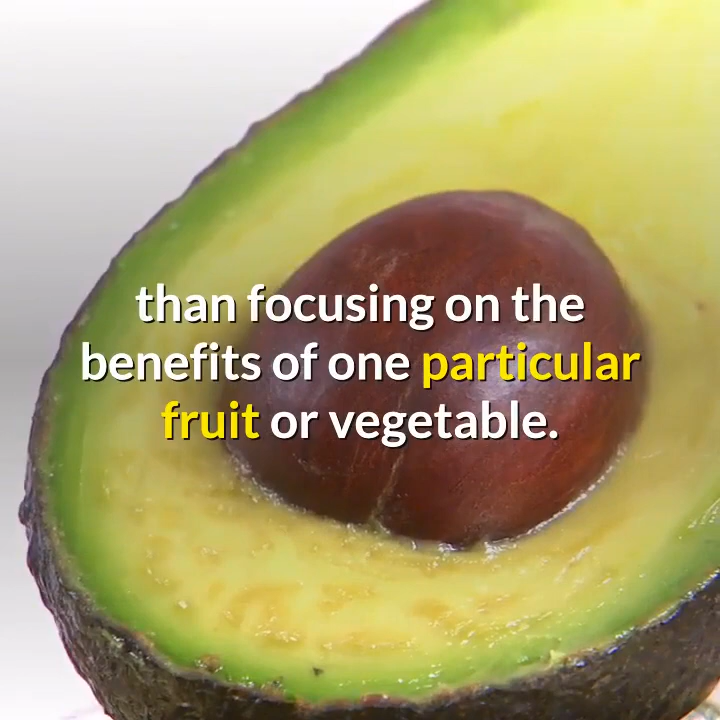 than focusing on the
benefits of one particular
fruit or vegetable.